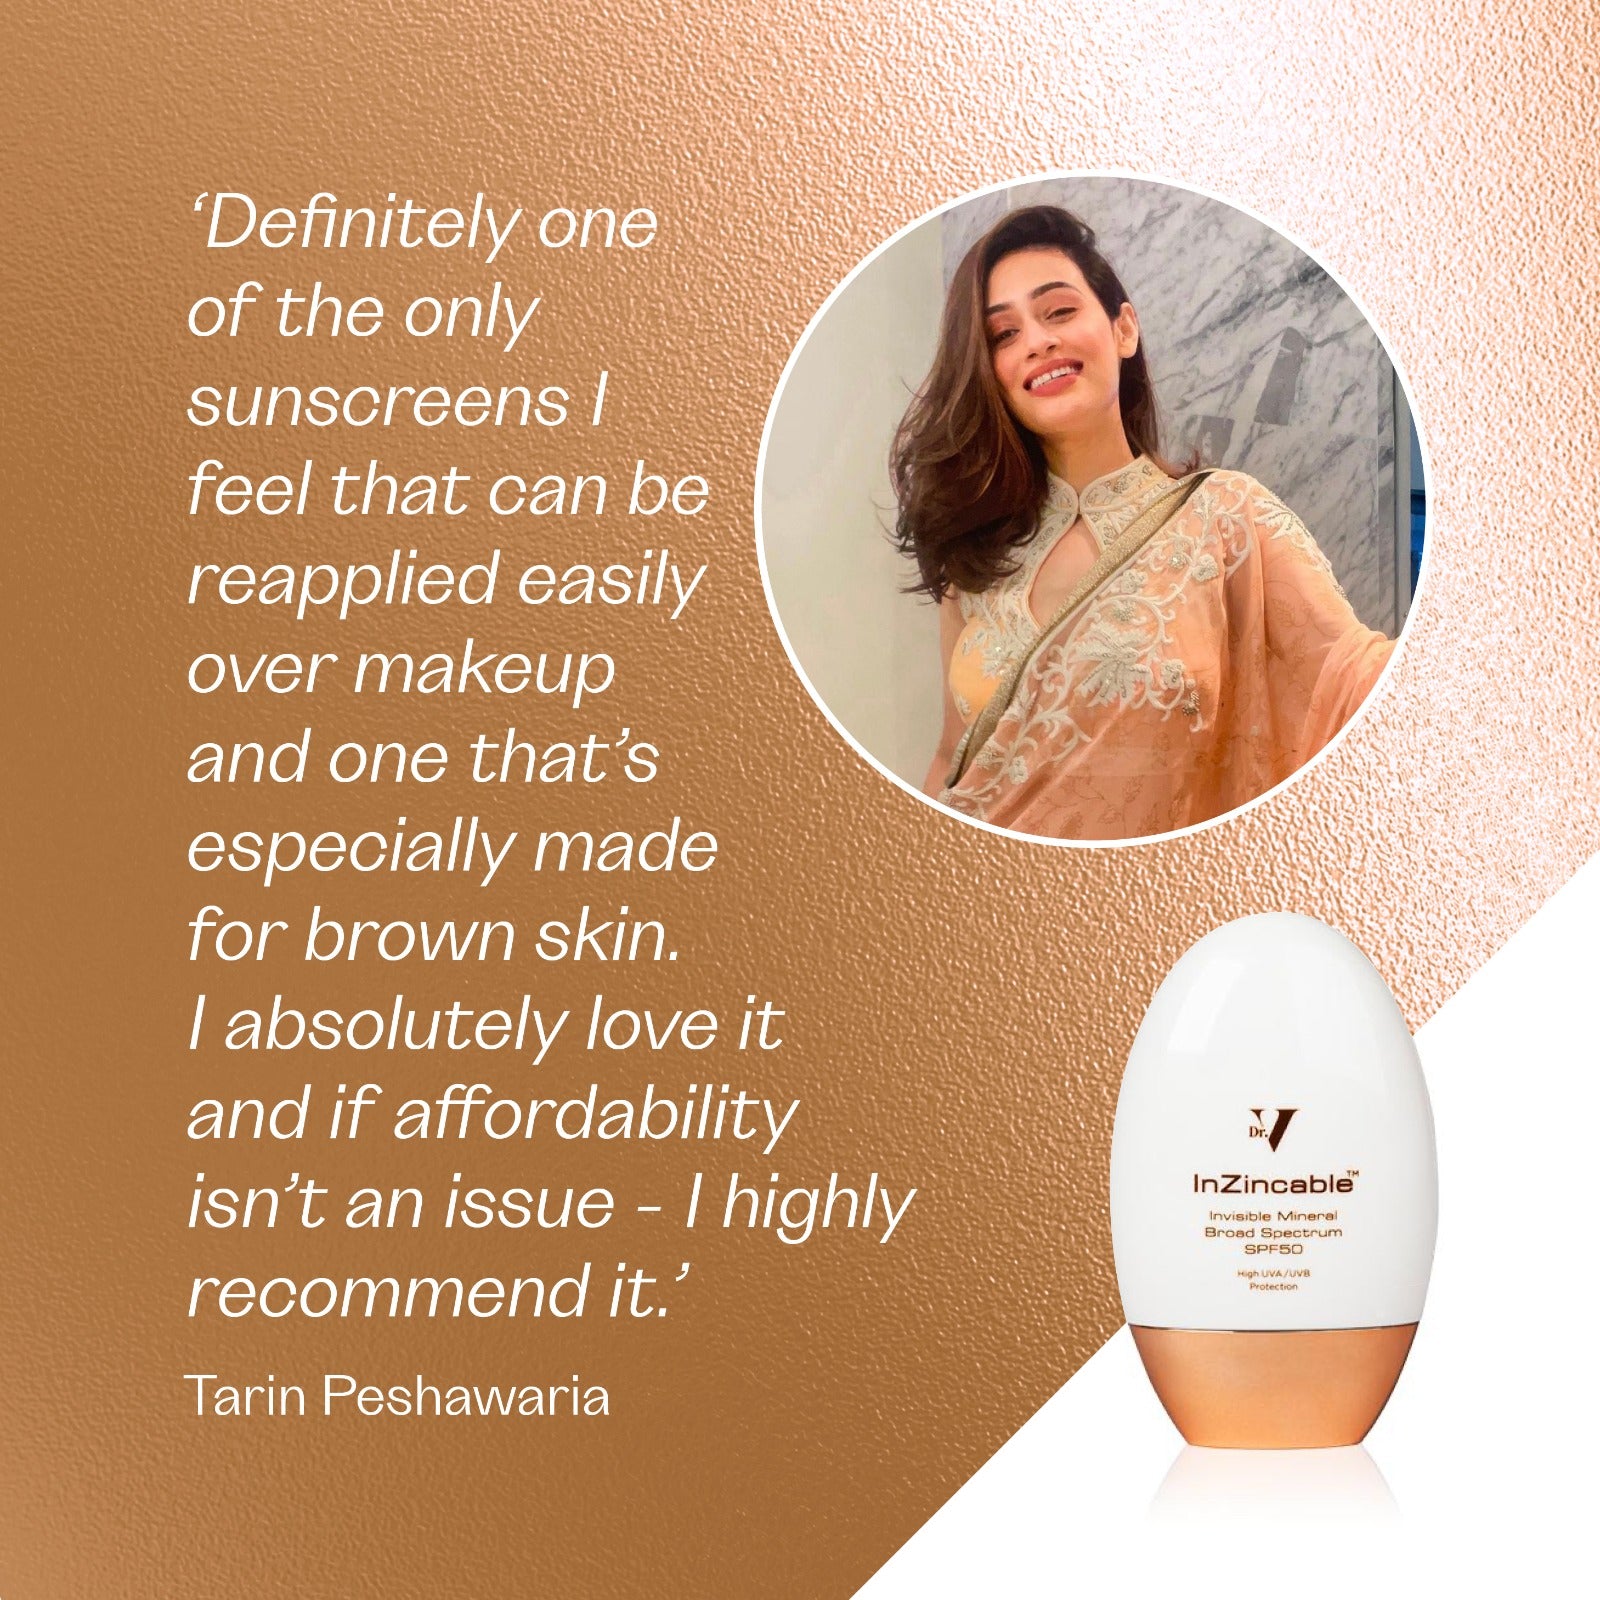 ‘Definitely one
of the only
sunscreens I
feel that can be
reapplied easily
over makeup
and one that’s
especially made
for brown skin.
I absolutely love it
and if affordability
isn’t an issue - I highly
recommend it.’
Tarin Peshawaria
Dr.V
InZincable™
Invisible Mineral
Broad Spectrum
SPF50
High UVA/UVB
Protection